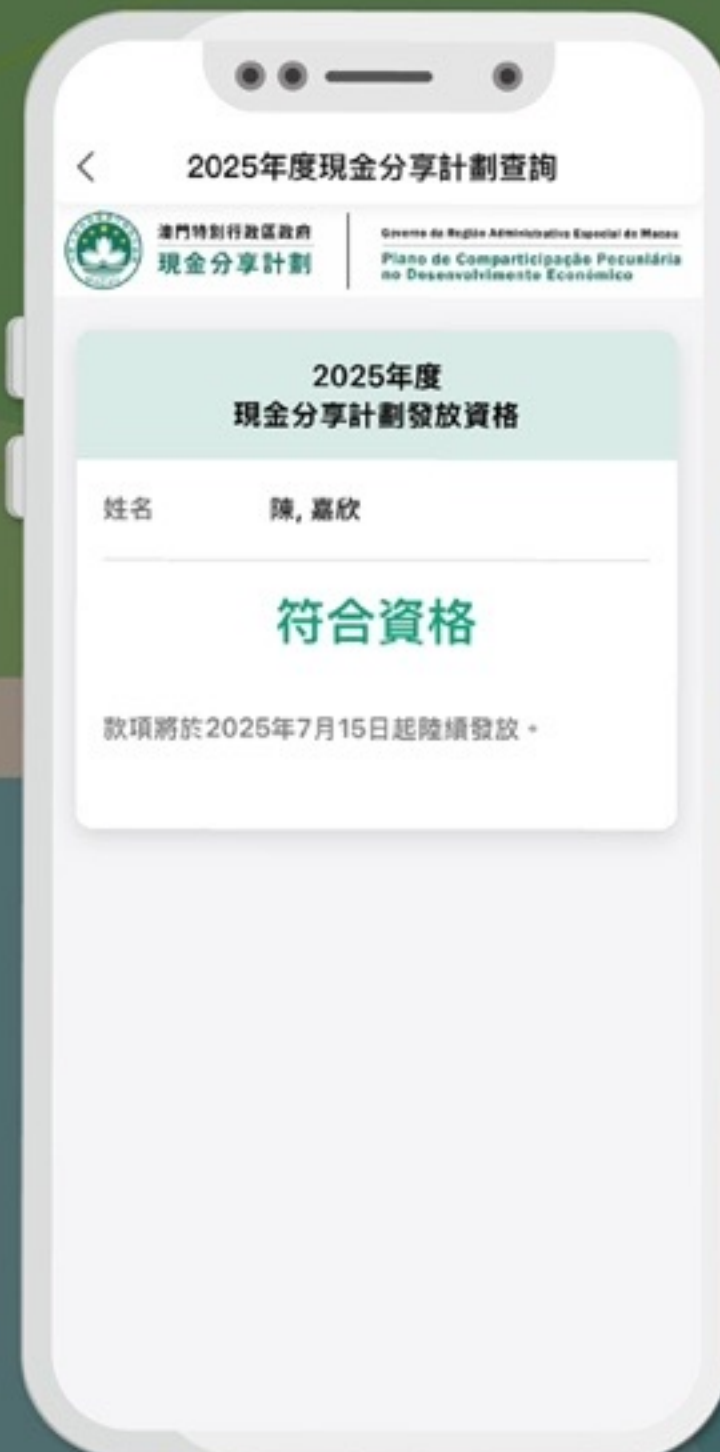 2025年度現金分享計劃查詢
澳門特別行政區政府
現金分享計劃
Governo da Região Administrativa Especial de Macau
Plano de Comparticipação Pecuniária
no Desenvolvimento Económico
2025年度
現金分享計劃發放資格
姓名 陳, 嘉欣
符合資格
款項將於2025年7月15日起陸續發放。